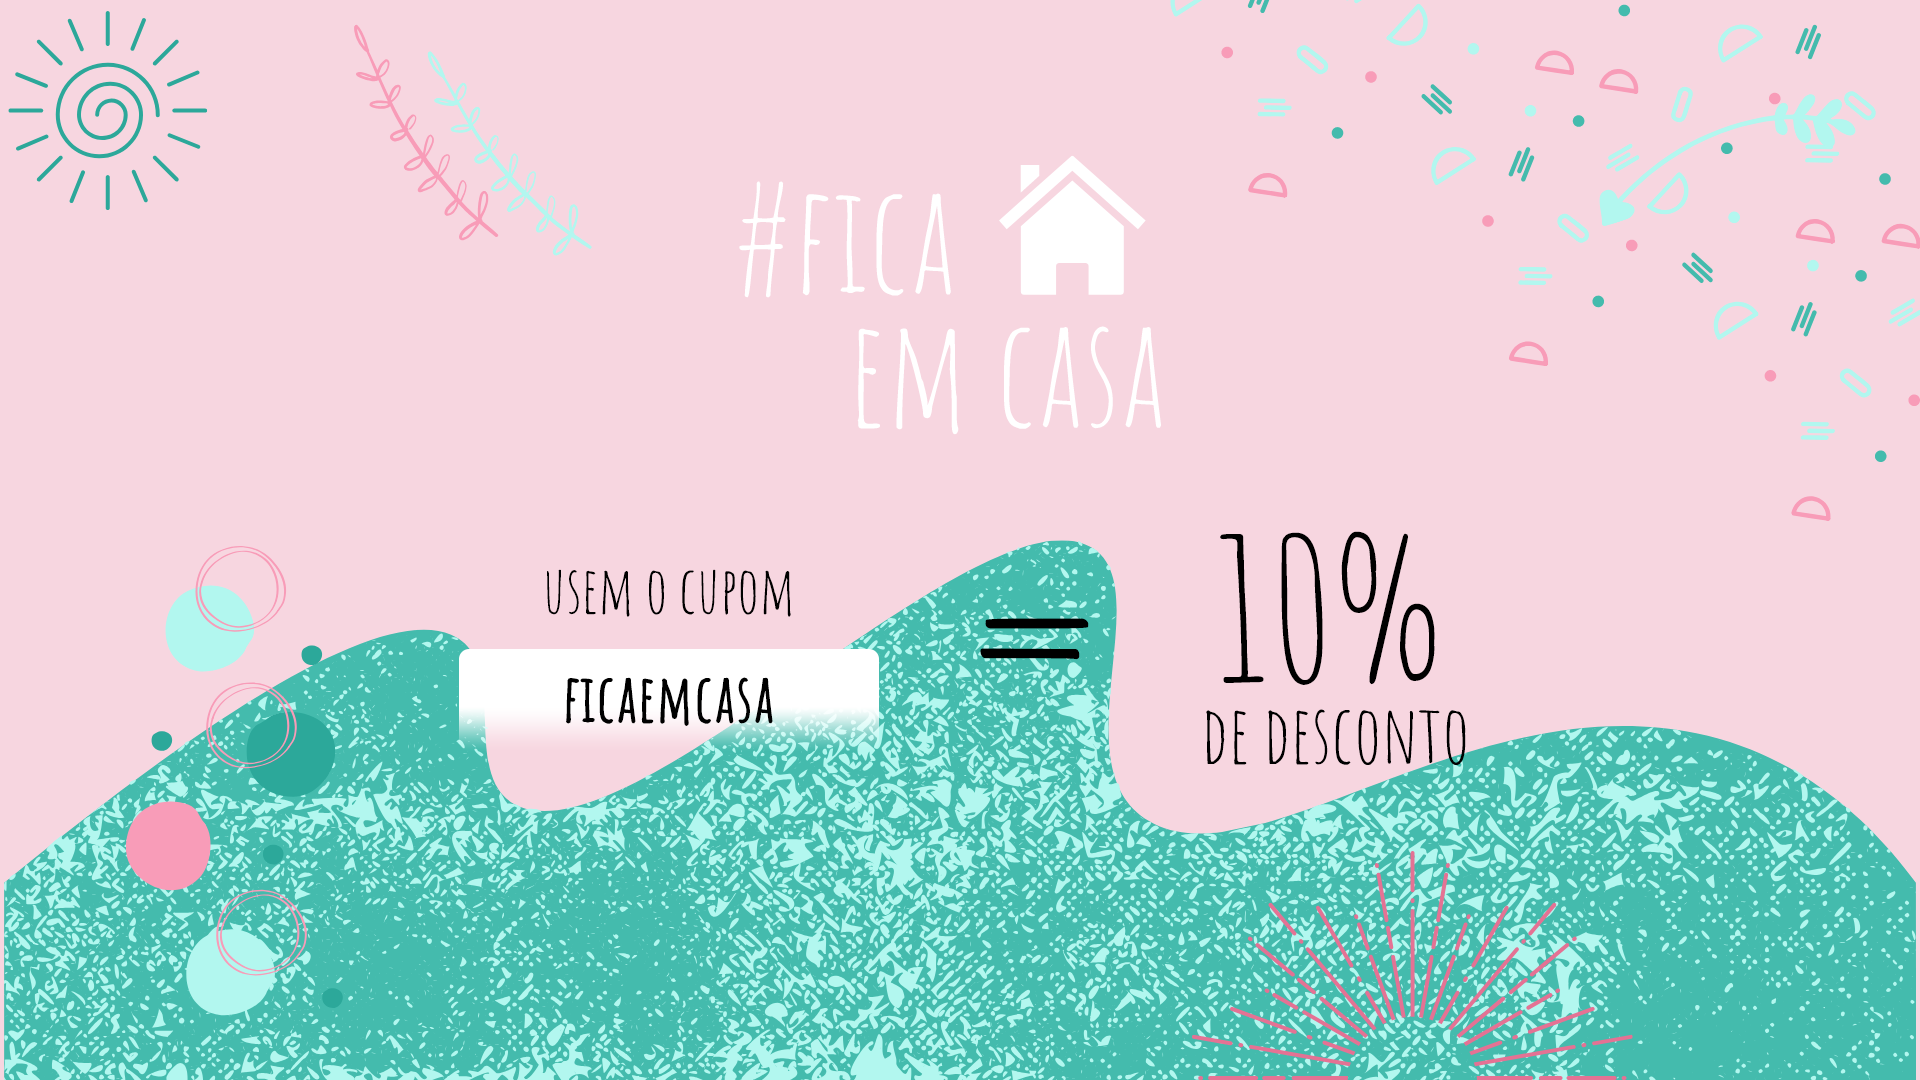 #FICA
EM CASA
USEM O CUPOM
FICAEMCASA
=
10%
DE DESCONTO